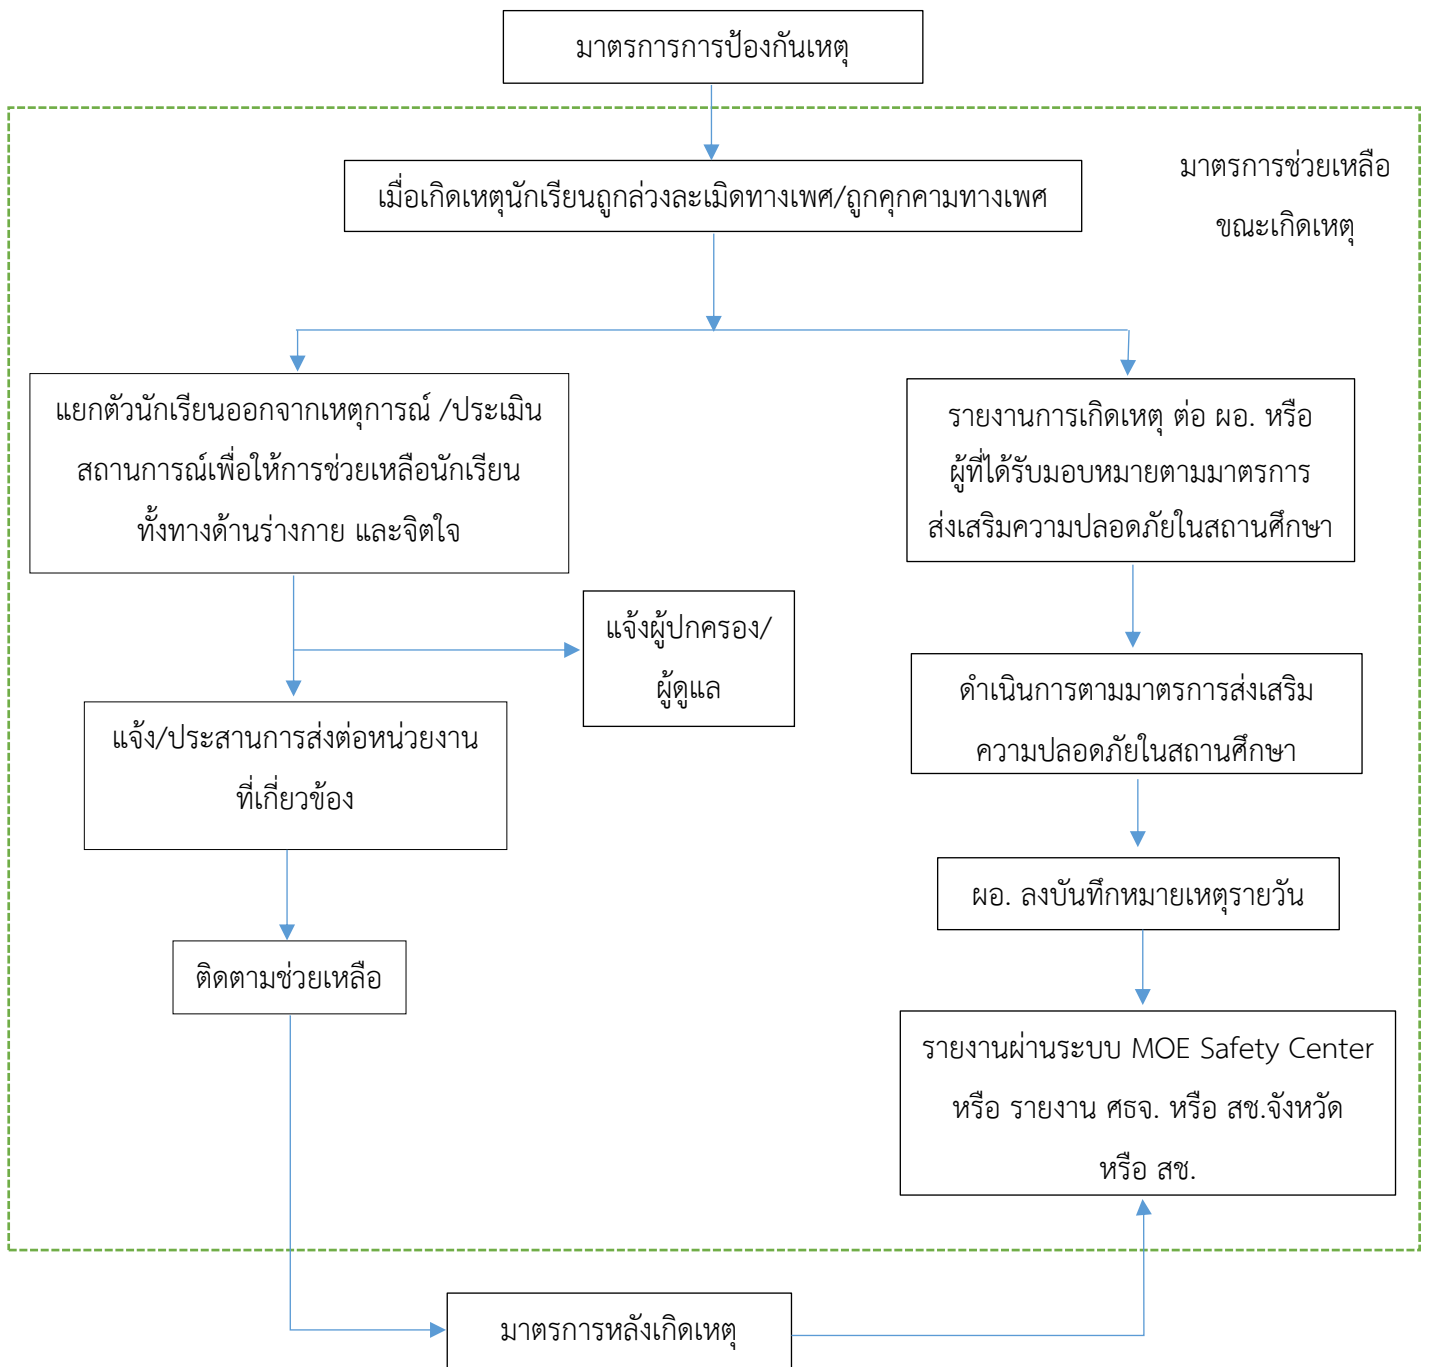 มาตรการการป้องกันเหตุ
มาตรการช่วยเหลือ
ขณะเกิดเหตุ
เมื่อเกิดเหตุนักเรียนถูกล่วงละเมิดทางเพศ/ถูกคุกคามทางเพศ
แยกตัวนักเรียนออกจากเหตุการณ์ /ประเมิน
สถานการณ์เพื่อให้การช่วยเหลือนักเรียน
ทั้งทางด้านร่างกาย และจิตใจ
รายงานการเกิดเหตุ ต่อ ผอ. หรือ
ผู้ที่ได้รับมอบหมายตามมาตรการ
ส่งเสริมความปลอดภัยในสถานศึกษา
แจ้งผู้ปกครอง/
ผู้ดูแล
แจ้ง/ประสานการส่งต่อหน่วยงาน
ที่เกี่ยวข้อง
ดำเนินการตามมาตรการส่งเสริม
ความปลอดภัยในสถานศึกษา
ผอ. ลงบันทึกหมายเหตุรายวัน
ติดตามช่วยเหลือ
รายงานผ่านระบบ MOE Safety Center
หรือ รายงาน ศธจ. หรือ สช.จังหวัด
หรือ สช.
มาตรการหลังเกิดเหตุ